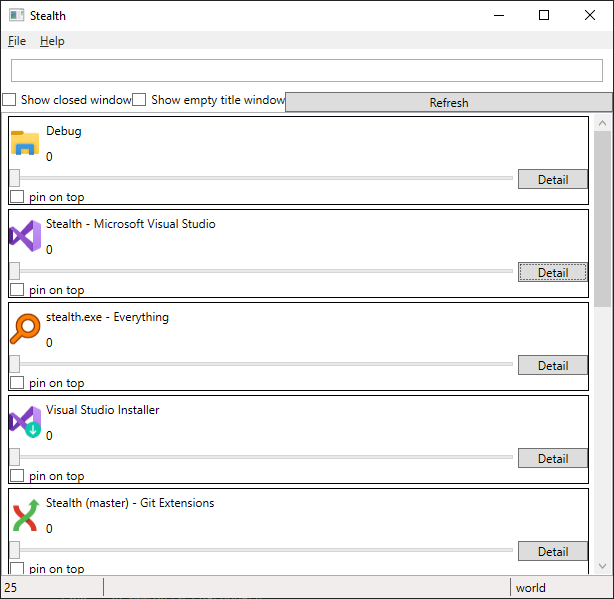 Stealth
File Help
Show closed window Show empty title window Refresh
Debug
0
Detail
pin on top
Stealth - Microsoft Visual Studio
0
Detail
pin on top
stealth.exe - Everything
0
Detail
pin on top
Visual Studio Installer
0
Detail
pin on top
Stealth (master) - Git Extensions
0
Detail
pin on top
25 world